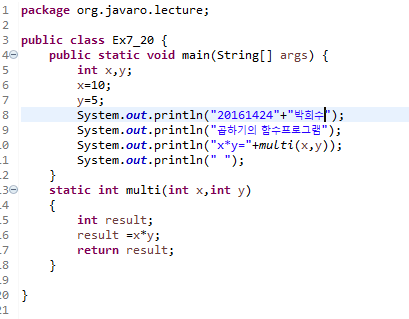 1 package org.javaro.lecture;
2
3 public class Ex7_20 {
4 public static void main(String[] args) {
5 int x,y;
6 x=10;
7 y=5;
8 System.out.println("20161424"+"박희수");
9 System.out.println("곱하기의 함수프로그램");
10 System.out.println("x*y="+multi(x,y));
11 System.out.println(" ");
12 }
13 static int multi(int x,int y)
14 {
15 int result;
16 result =x*y;
17 return result;
18 }
19
20 }
21